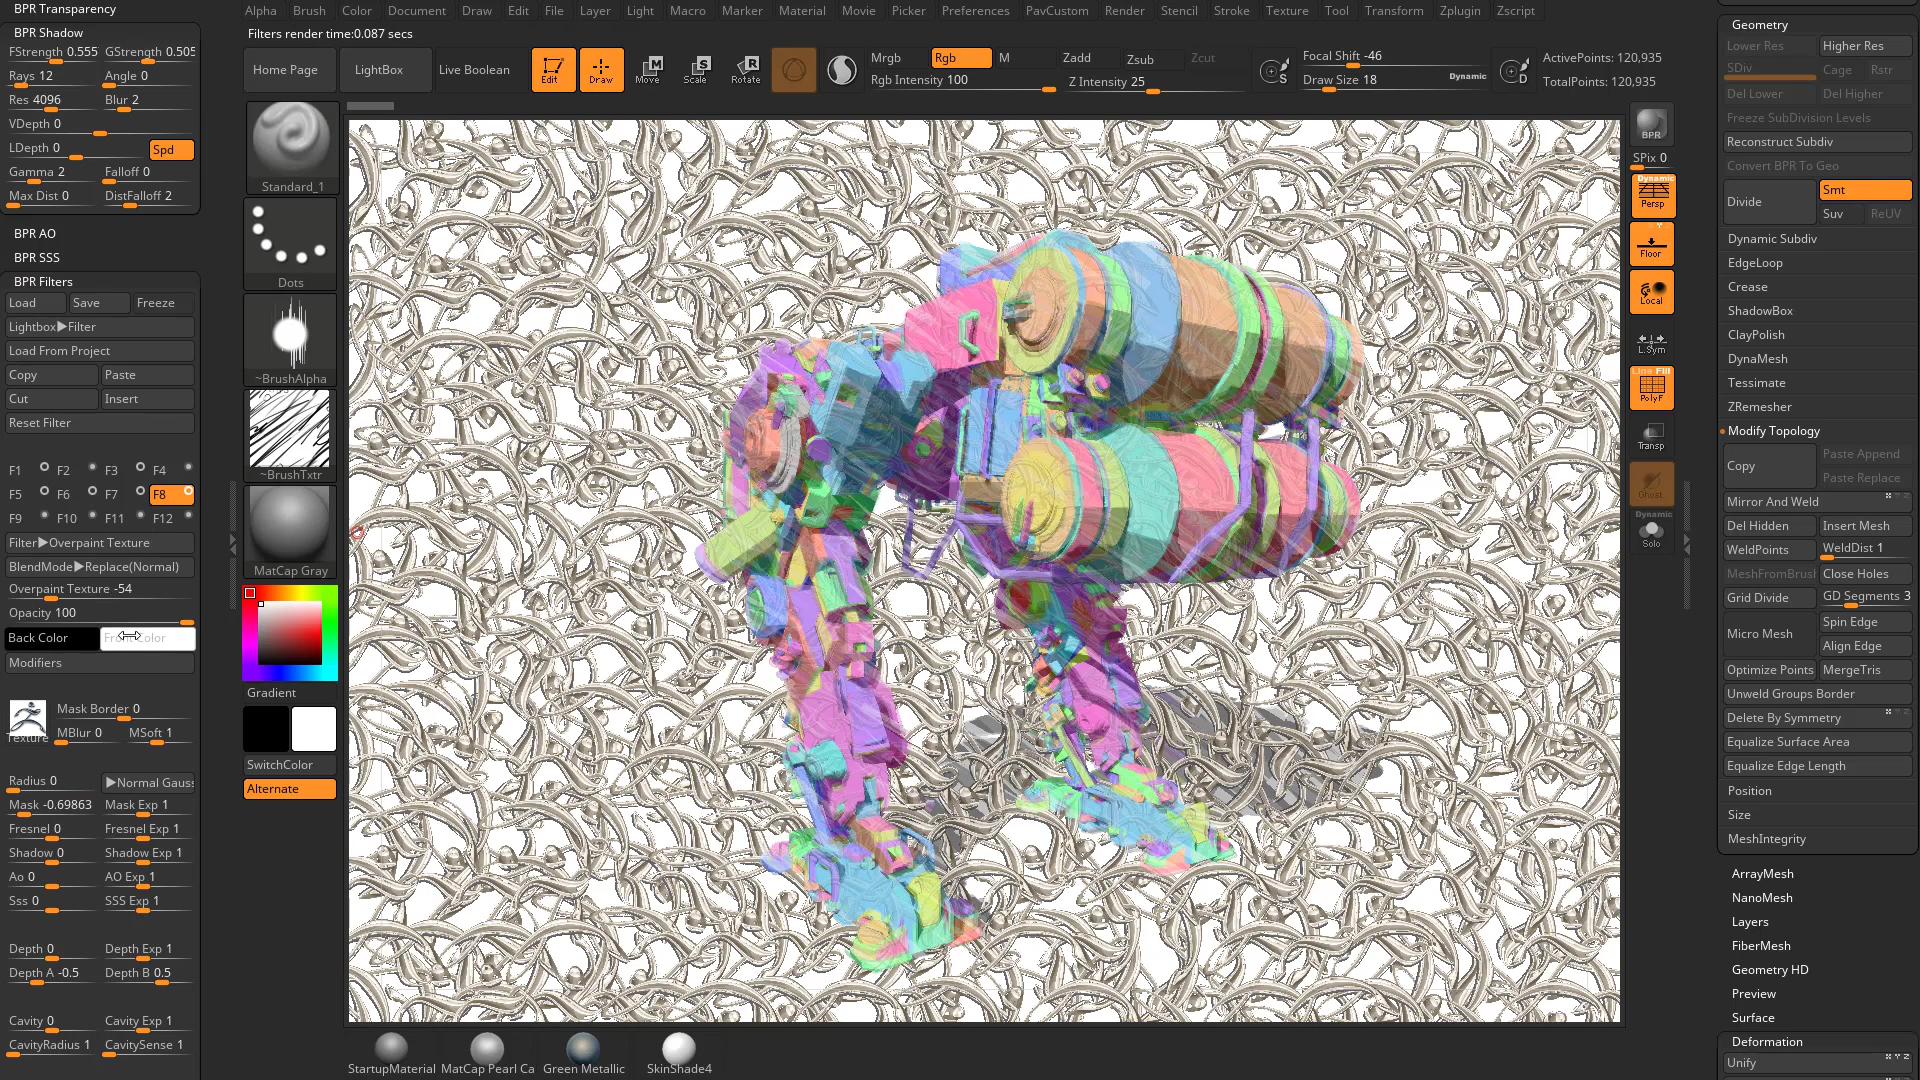 Alpha Brush Color Document Draw Edit File Layer Light Macro Marker Material Movie Picker Preferences PavCustom Render Stencil Stroke Texture Tool Transform Zplugin Zscript
Filters render time:0.087 secs
Home Page
LightBox
Live Boolean
Edit
Draw
Move
Scale
Rotate
Mrgb Rgb M
Rgb Intensity 100
Zadd Zsub Zcut
Z Intensity 25
Focal Shift -46
Draw Size 18
Dynamic
ActivePoints: 120,935
TotalPoints: 120,935
BPR Transparency
BPR Shadow
FStrength 0.555 GStrength 0.505
Rays 12 Angle 0
Res 4096 Blur 2
VDepth 0
LDepth 0 Spd
Gamma 2 Falloff 0
Max Dist 0 DistFalloff 2
BPR AO
BPR SSS
BPR Filters
Load Save Freeze
Lightbox▶Filter
Load From Project
Copy Paste
Cut Insert
Reset Filter
F1 F2 F3 F4
F5 F6 F7 F8
F9 F10 F11 F12
Filter▶Overpaint Texture
BlendMode▶Replace(Normal)
Overpaint Texture -54
Opacity 100
Back Color
Modifiers
Texture
Mask Border 0
MBlur 0 MSoft 1
Radius 0 ▶Normal Gauss
Mask -0.69863 Mask Exp 1
Fresnel 0 Fresnel Exp 1
Shadow 0 Shadow Exp 1
Ao 0 AO Exp 1
Sss 0 SSS Exp 1
Depth 0 Depth Exp 1
Depth A -0.5 Depth B 0.5
Cavity 0 Cavity Exp 1
CavityRadius 1 CavitySense 1
Standard_1
Dots
~BrushAlpha
~BrushTxtr
MatCap Gray
Gradient
SwitchColor
Alternate
StartupMaterial MatCap Pearl Ca Green Metallic SkinShade4
BPR
SPix 0
Dynamic
Persp
Floor
Local
L.Sym
Line Fill
PolyF
Transp
Ghost
Dynamic
Solo
Geometry
Lower Res Higher Res
SDiv Cage Rstr
Del Lower Del Higher
Freeze SubDivision Levels
Reconstruct Subdiv
Convert BPR To Geo
Divide Smt
Suv ReUV
Dynamic Subdiv
EdgeLoop
Crease
ShadowBox
ClayPolish
DynaMesh
Tessimate
ZRemesher
Modify Topology
Copy Paste Append
Paste Replace
Mirror And Weld
Del Hidden Insert Mesh
WeldPoints WeldDist 1
MeshFromBrush Close Holes
Grid Divide GD Segments 3
Micro Mesh Spin Edge
Align Edge
Optimize Points MergeTris
Unweld Groups Border
Delete By Symmetry
Equalize Surface Area
Equalize Edge Length
Position
Size
MeshIntegrity
ArrayMesh
NanoMesh
Layers
FiberMesh
Geometry HD
Preview
Surface
Deformation
Unify